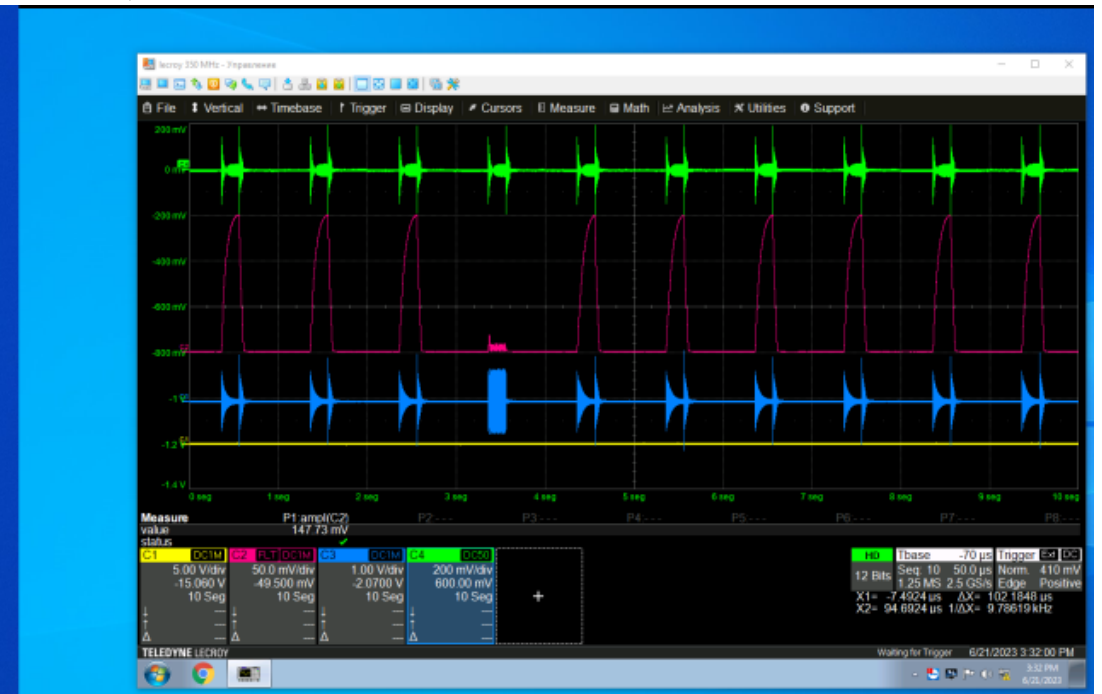 lecroy 350 MHz - Управление
File Vertical Timebase Trigger Display Cursors Measure Math Analysis Utilities Support
200 mV
0 mV
-200 mV
-400 mV
-600 mV
-800 mV
-1 V
-1.2 V
-1.4 V
0 seg 1 seg 2 seg 3 seg 4 seg 5 seg 6 seg 7 seg 8 seg 9 seg 10 seg
Measure P1:ampl(C2) P2:--- P3:--- P4:--- P5:--- P6:--- P7:--- P8:---
value 147.73 mV
status ✓
C1 DC1M C2 FLT DC1M C3 DC1M C4 DC50 HD Tbase -70 µs Trigger Ext DC
5.00 V/div 50.0 mV/div 1.00 V/div 200 mV/div 12 Bits Seq: 10 50.0 µs Norm. 410 mV
-15.060 V -49.500 mV -2.0700 V 600.00 mV 1.25 MS 2.5 GS/s Edge Positive
10 Seg 10 Seg 10 Seg 10 Seg + X1= -7.4924 µs ΔX= 102.1848 µs
X2= 94.6924 µs 1/ΔX= 9.78619 kHz
↓ --- ↓ --- ↓ --- ↓ ---
↑ --- ↑ --- ↑ --- ↑ ---
Δ --- Δ --- Δ --- Δ ---
TELEDYNE LECROY Waiting for Trigger 6/21/2023 3:32:00 PM
3:32 PM
6/21/2023